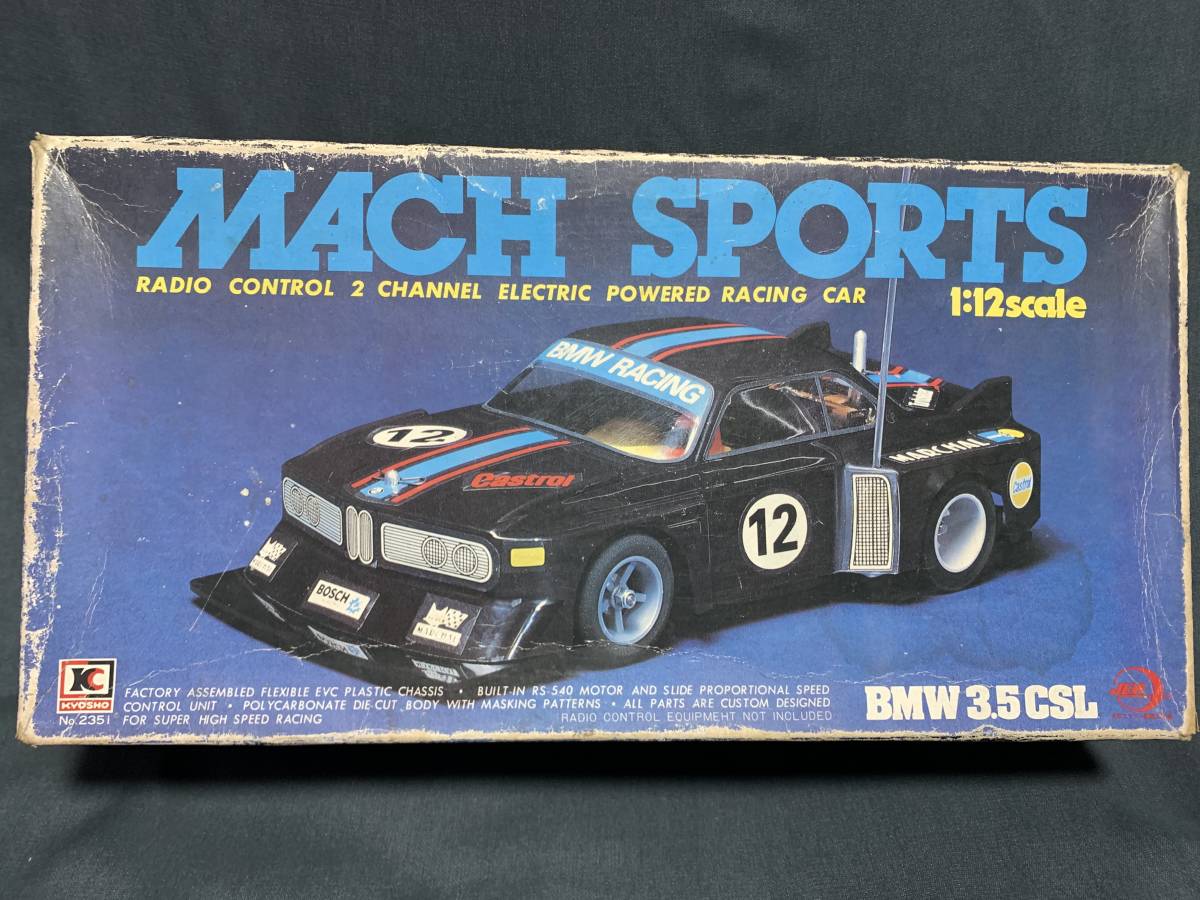 MACH SPORTS
RADIO CONTROL 2 CHANNEL ELECTRIC POWERED RACING CAR
1:12scale
BMW RACING
12
Castrol
MARCHAL
Castrol
12
BOSCH
MARCHAL
KC
KYOSHO
No.2351
FACTORY ASSEMBLED FLEXIBLE EVC PLASTIC CHASSIS • BUILT-IN RS-540 MOTOR AND SLIDE PROPORTIONAL SPEED
CONTROL UNIT • POLYCARBONATE DIE CUT BODY WITH MASKING PATTERNS • ALL PARTS ARE CUSTOM DESIGNED
FOR SUPER HIGH SPEED RACING
RADIO CONTROL EQUIPMEHT NOT INCLUDED
BMW 3.5 CSL